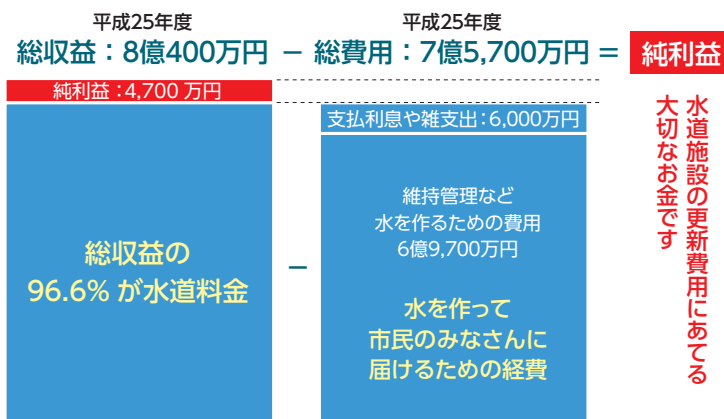 平成25年度
平成25年度
総収益：8億400万円 － 総費用：7億5,700万円 ＝ 純利益
純利益：4,700 万円
総収益の
96.6% が水道料金
－
支払利息や雑支出：6,000万円
維持管理など
水を作るための費用
6億9,700万円
水を作って
市民のみなさんに
届けるための経費
水道施設の更新費用にあてる
大切なお金です